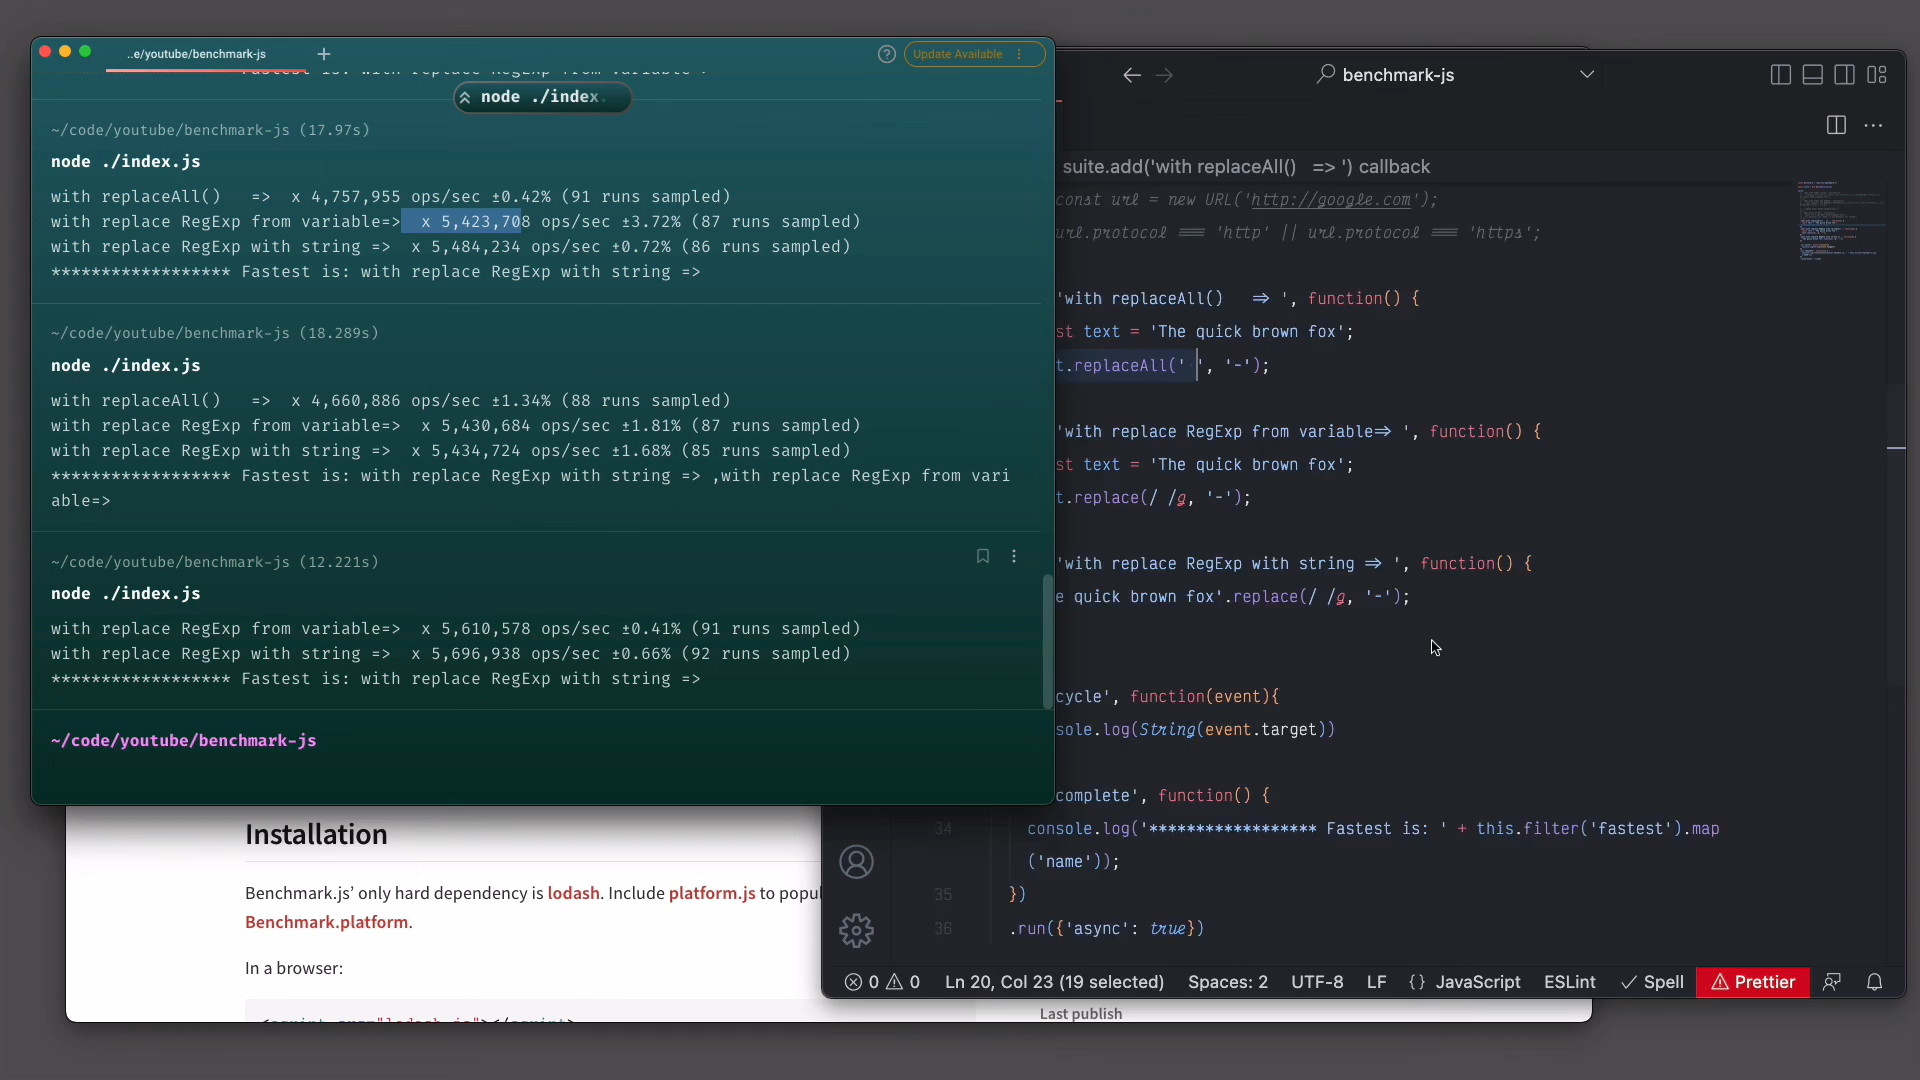 ..e/youtube/benchmark-js
Update Available
node ./index.
~/code/youtube/benchmark-js (17.97s)
node ./index.js
with replaceAll()   =>  x 4,757,955 ops/sec ±0.42% (91 runs sampled)
with replace RegExp from variable=>  x 5,423,708 ops/sec ±3.72% (87 runs sampled)
with replace RegExp with string =>  x 5,484,234 ops/sec ±0.72% (86 runs sampled)
****************** Fastest is: with replace RegExp with string =>
~/code/youtube/benchmark-js (18.289s)
node ./index.js
with replaceAll()   =>  x 4,660,886 ops/sec ±1.34% (88 runs sampled)
with replace RegExp from variable=>  x 5,430,684 ops/sec ±1.81% (87 runs sampled)
with replace RegExp with string =>  x 5,434,724 ops/sec ±1.68% (85 runs sampled)
****************** Fastest is: with replace RegExp with string => ,with replace RegExp from vari
able=>
~/code/youtube/benchmark-js (12.221s)
node ./index.js
with replace RegExp from variable=>  x 5,610,578 ops/sec ±0.41% (91 runs sampled)
with replace RegExp with string =>  x 5,696,938 ops/sec ±0.66% (92 runs sampled)
****************** Fastest is: with replace RegExp with string =>
~/code/youtube/benchmark-js
benchmark-js
suite.add('with replaceAll()   => ') callback
const url = new URL('http://google.com');
url.protocol === 'http' || url.protocol === 'https';
'with replaceAll()   => ', function() {
st text = 'The quick brown fox';
t.replaceAll(' ', '-');
'with replace RegExp from variable=> ', function() {
st text = 'The quick brown fox';
t.replace(/ /g, '-');
'with replace RegExp with string => ', function() {
e quick brown fox'.replace(/ /g, '-');
cycle', function(event){
sole.log(String(event.target))
complete', function() {
34 console.log('****************** Fastest is: ' + this.filter('fastest').map
('name'));
35 })
36 .run({'async': true})
0 0 Ln 20, Col 23 (19 selected) Spaces: 2 UTF-8 LF {} JavaScript ESLint Spell Prettier
Installation
Benchmark.js’ only hard dependency is lodash. Include platform.js to popul
Benchmark.platform.
In a browser:
Last publish